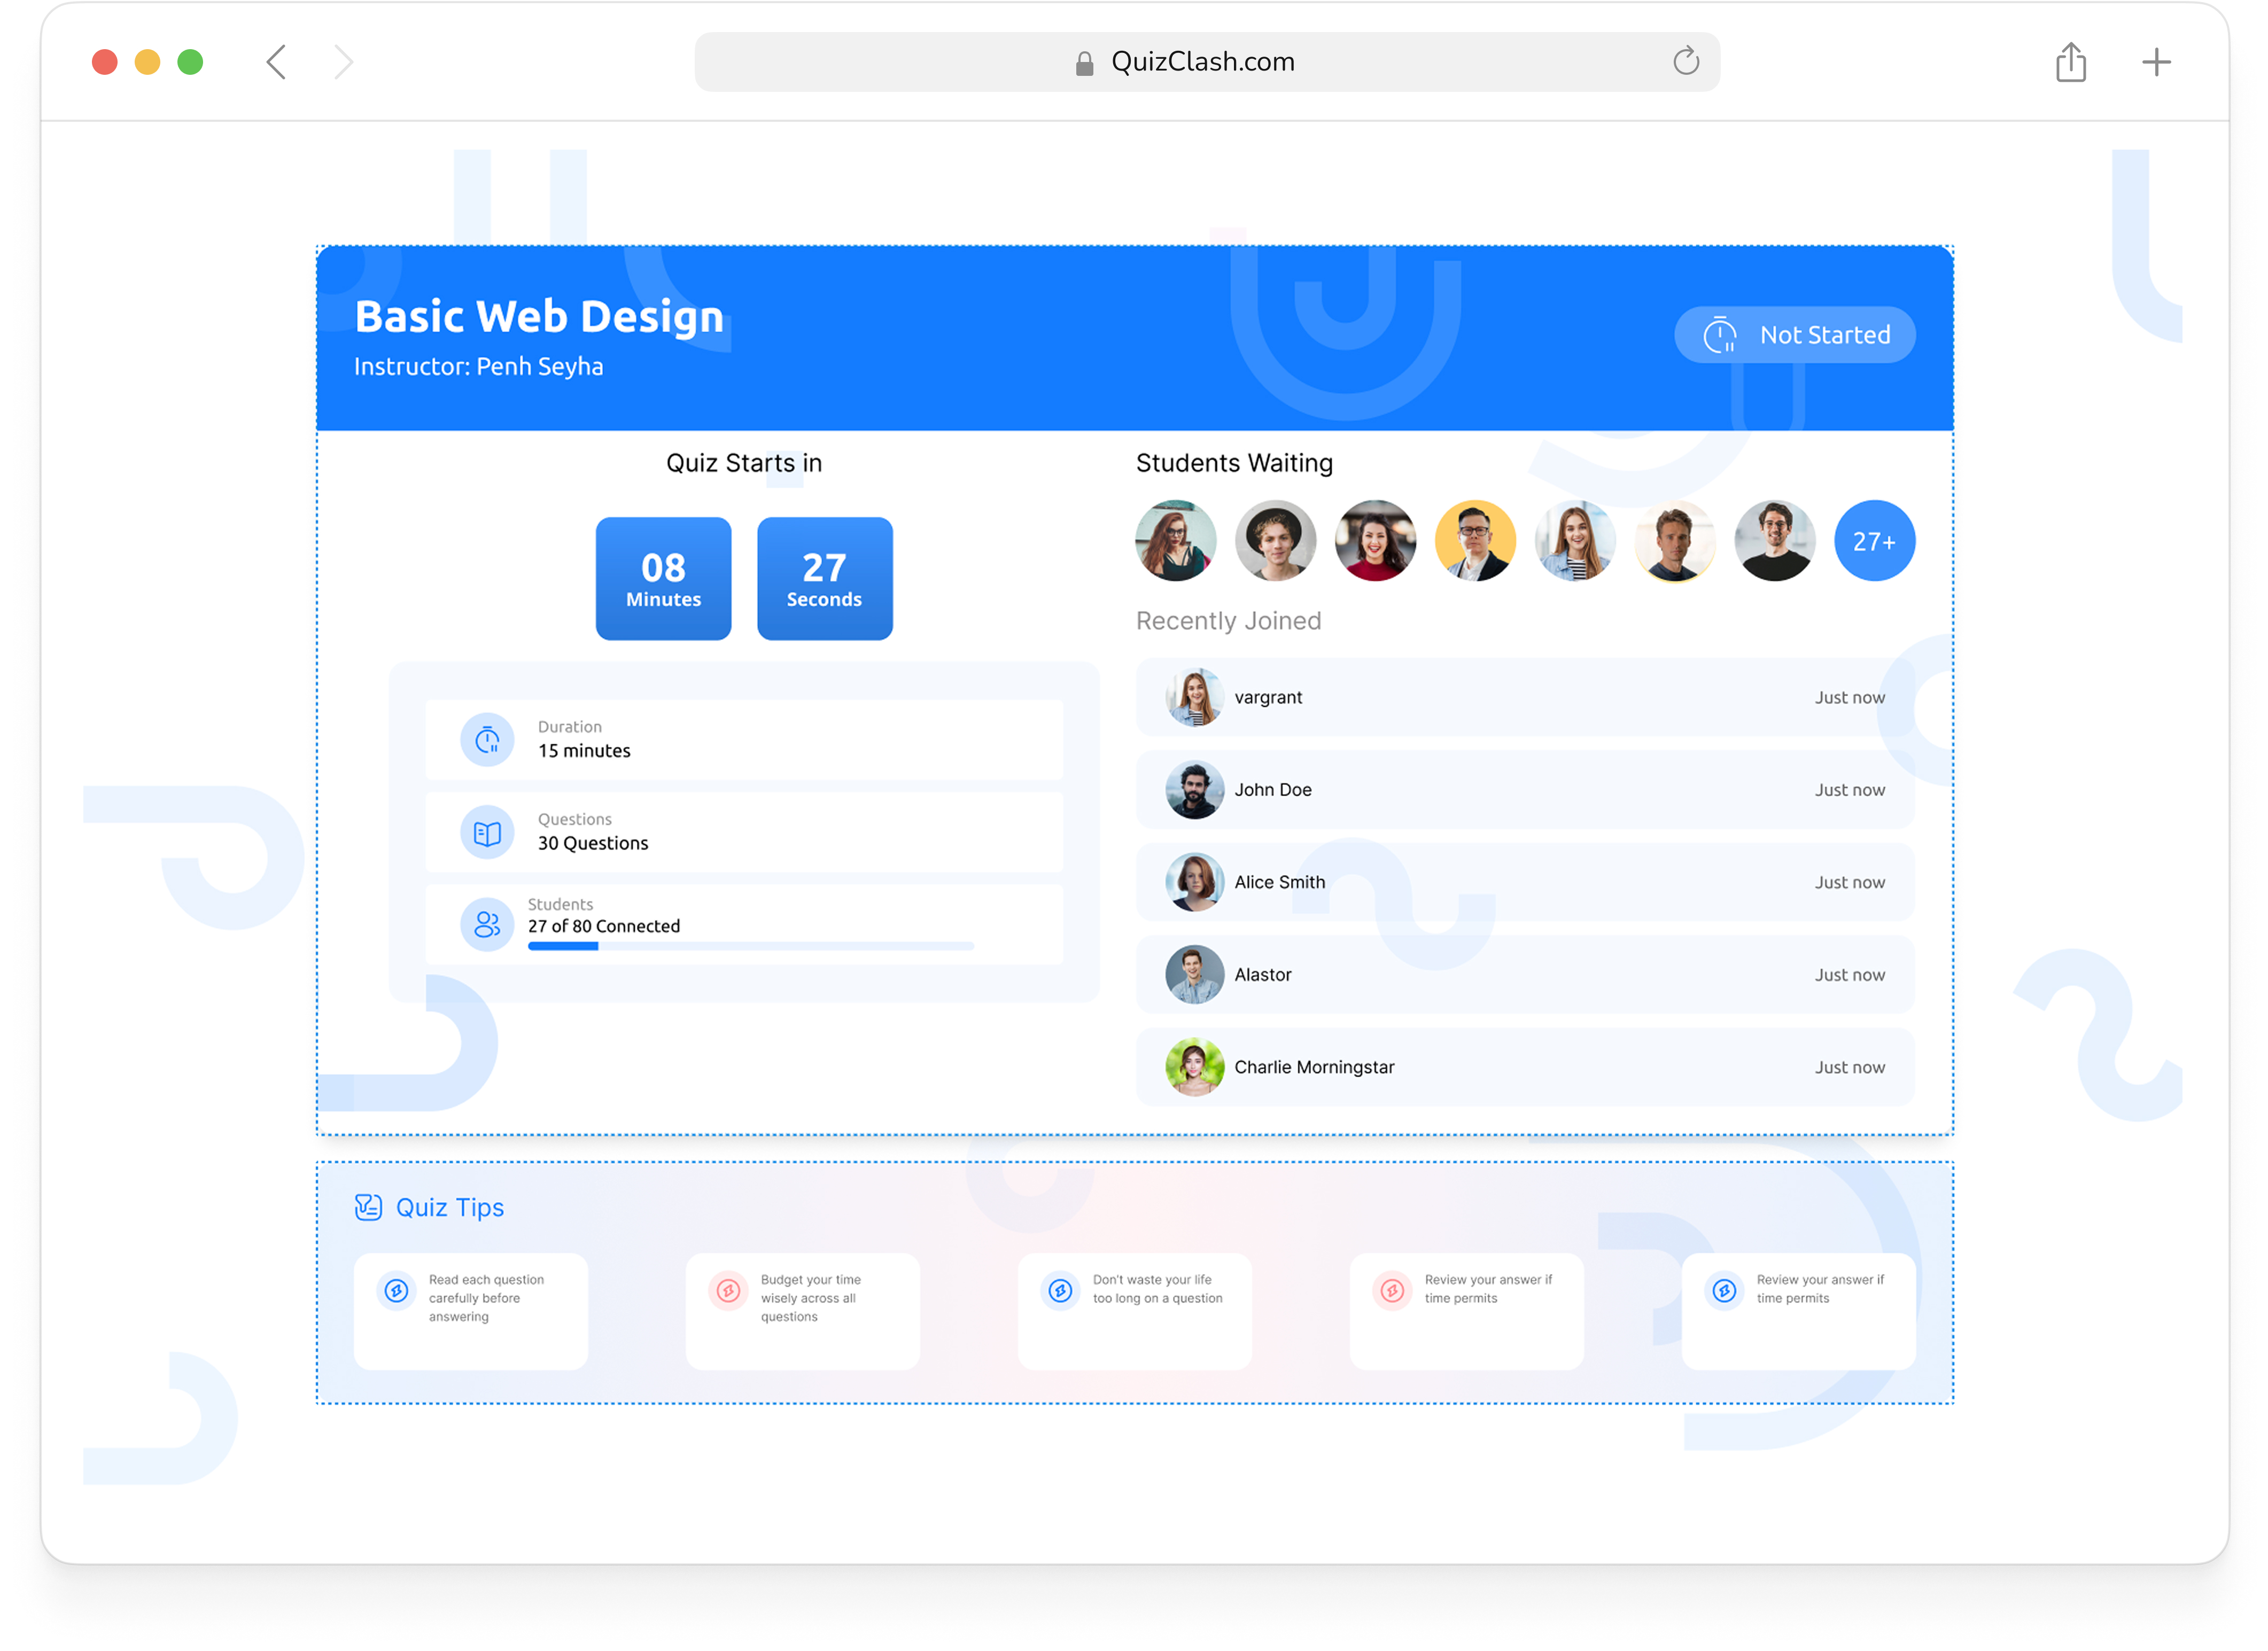 QuizClash.com
Basic Web Design
Instructor: Penh Seyha
Not Started
Quiz Starts in
08
Minutes
27
Seconds
Duration
15 minutes
Questions
30 Questions
Students
27 of 80 Connected
Students Waiting
27+
Recently Joined
vargrant
Just now
John Doe
Just now
Alice Smith
Just now
Alastor
Just now
Charlie Morningstar
Just now
Quiz Tips
Read each question
carefully before
answering
Budget your time
wisely across all
questions
Don't waste your life
too long on a question
Review your answer if
time permits
Review your answer if
time permits